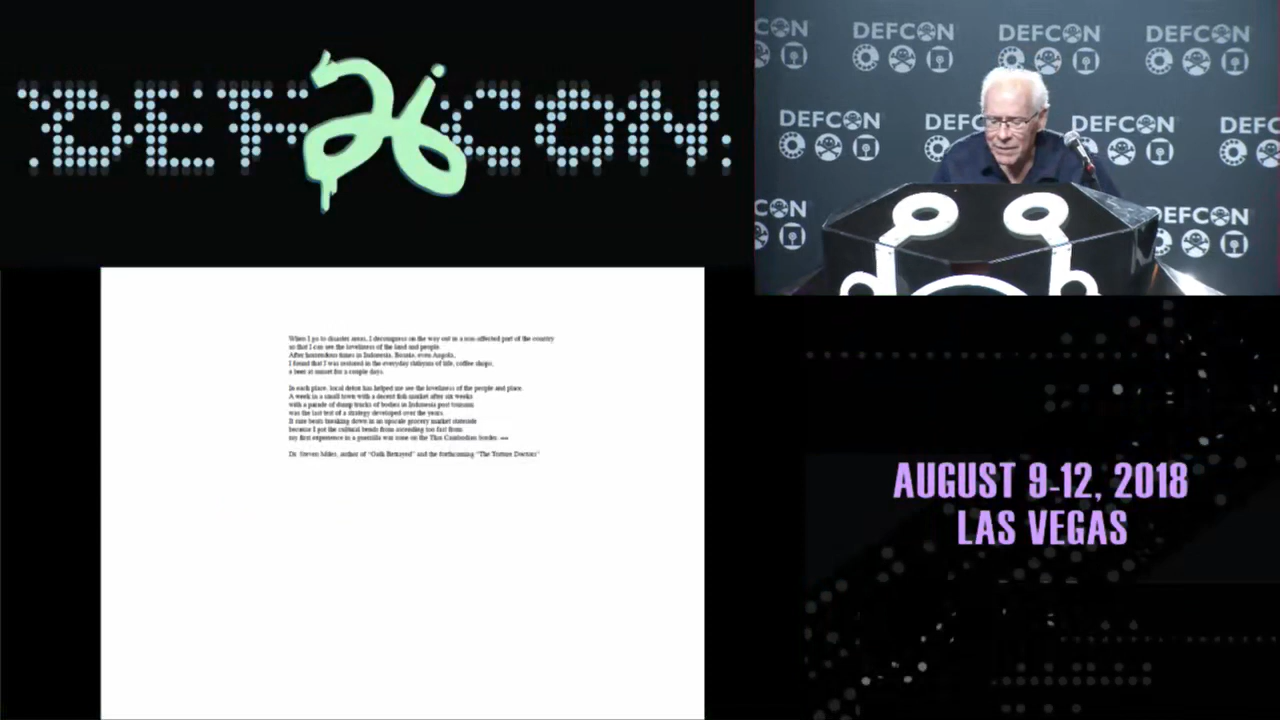 DEFCON
26
DEFCON DEFCON DEFCON
DEFCON DEFCON DEFCON
DEFCON
When I go to disaster areas, I decompress on the way out in a non-affected part of the country
so that I can see the loveliness of the land and people.
After horrendous times in Indonesia, Bosnia, even Angola,
I found that I was restored in the everyday rhythms of life, coffee shops,
a beer at sunset for a couple days.
In each place, local detox has helped me see the loveliness of the people and place.
A week in a small town with a decent fish market after six weeks
with a parade of dump trucks of bodies in Indonesia post tsunami
was the last test of a strategy developed over the years.
It sure beats breaking down in an upscale grocery market stateside
because I got the cultural bends from ascending too fast from
my first experience in a guerilla war zone on the Thai Cambodian border.
Dr. Steven Miles, author of "Oath Betrayed" and the forthcoming "The Torture Doctors"
AUGUST 9-12, 2018
LAS VEGAS